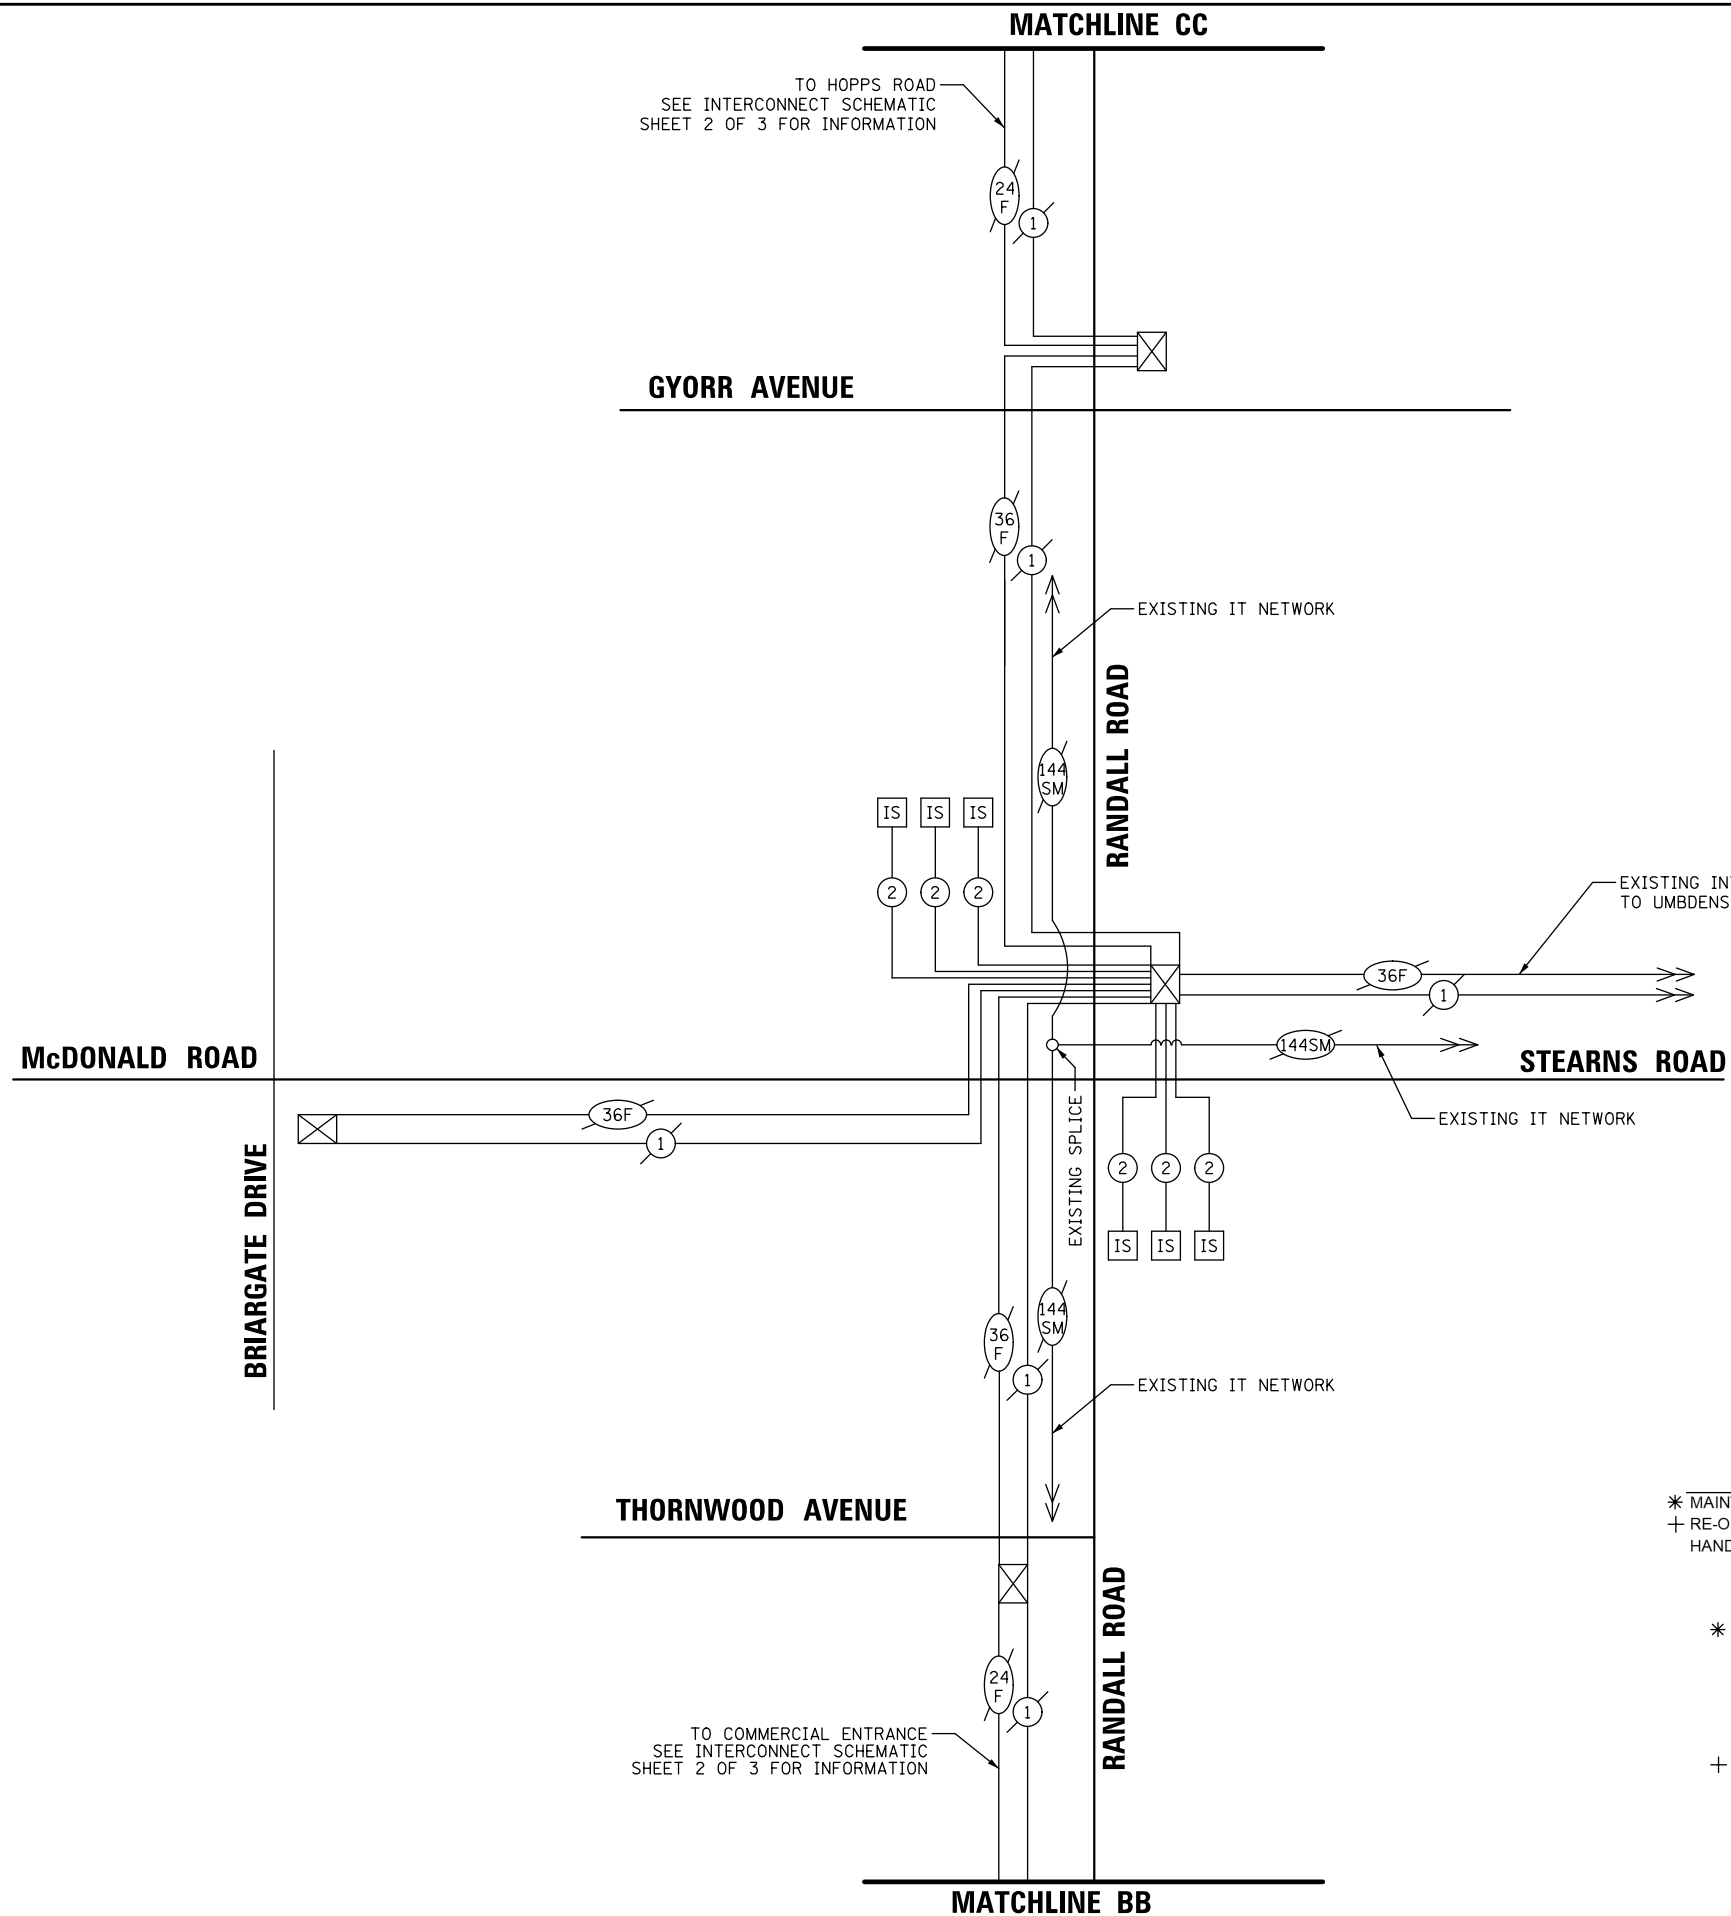 MATCHLINE CC
TO HOPPS ROAD
SEE INTERCONNECT SCHEMATIC
SHEET 2 OF 3 FOR INFORMATION
24
F
1
GYORR AVENUE
36
F
1
EXISTING IT NETWORK
RANDALL ROAD
144
SM
IS IS IS
2 2 2
EXISTING
TO UMBDENS
36F
1
144SM
McDONALD ROAD
STEARNS ROAD
EXISTING IT NETWORK
36F
1
BRIARGATE DRIVE
EXISTING SPLICE
2 2 2
IS IS IS
144
SM
36
F
1
EXISTING IT NETWORK
THORNWOOD AVENUE
RE-O
HAND
RANDALL ROAD
24
F
1
TO COMMERCIAL ENTRANCE
SEE INTERCONNECT SCHEMATIC
SHEET 2 OF 3 FOR INFORMATION
MATCHLINE BB